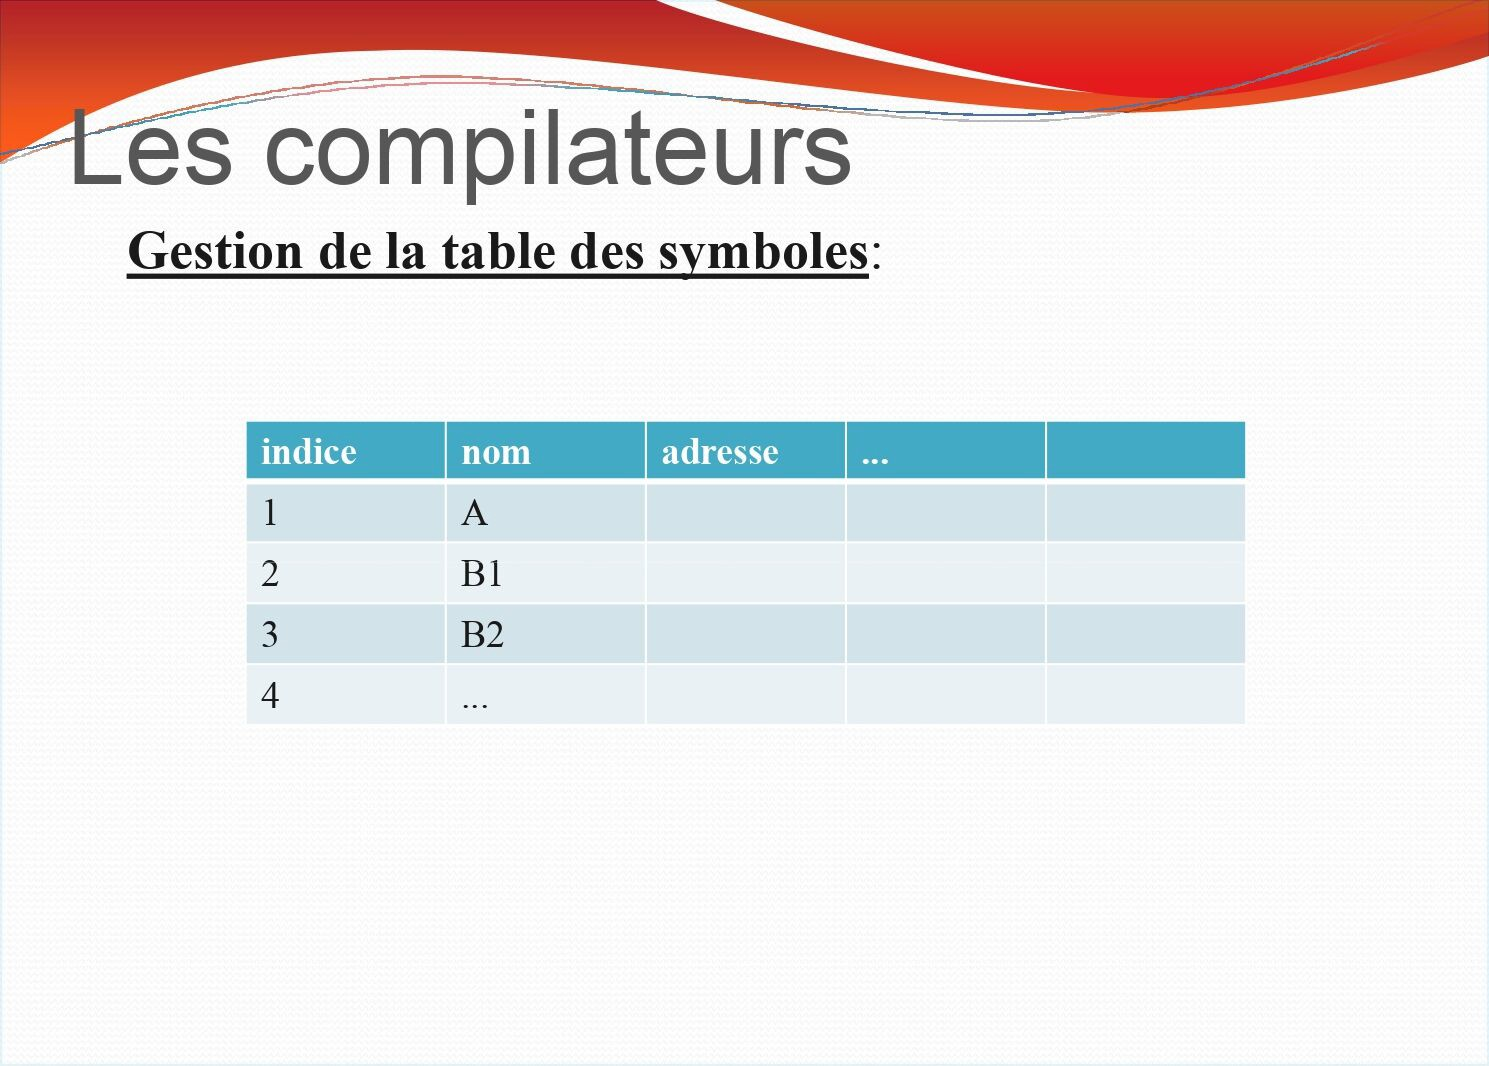 Les compilateurs
Gestion de la table des symboles:
indice nom adresse ...
1 A
2 B1
3 B2
4 ...